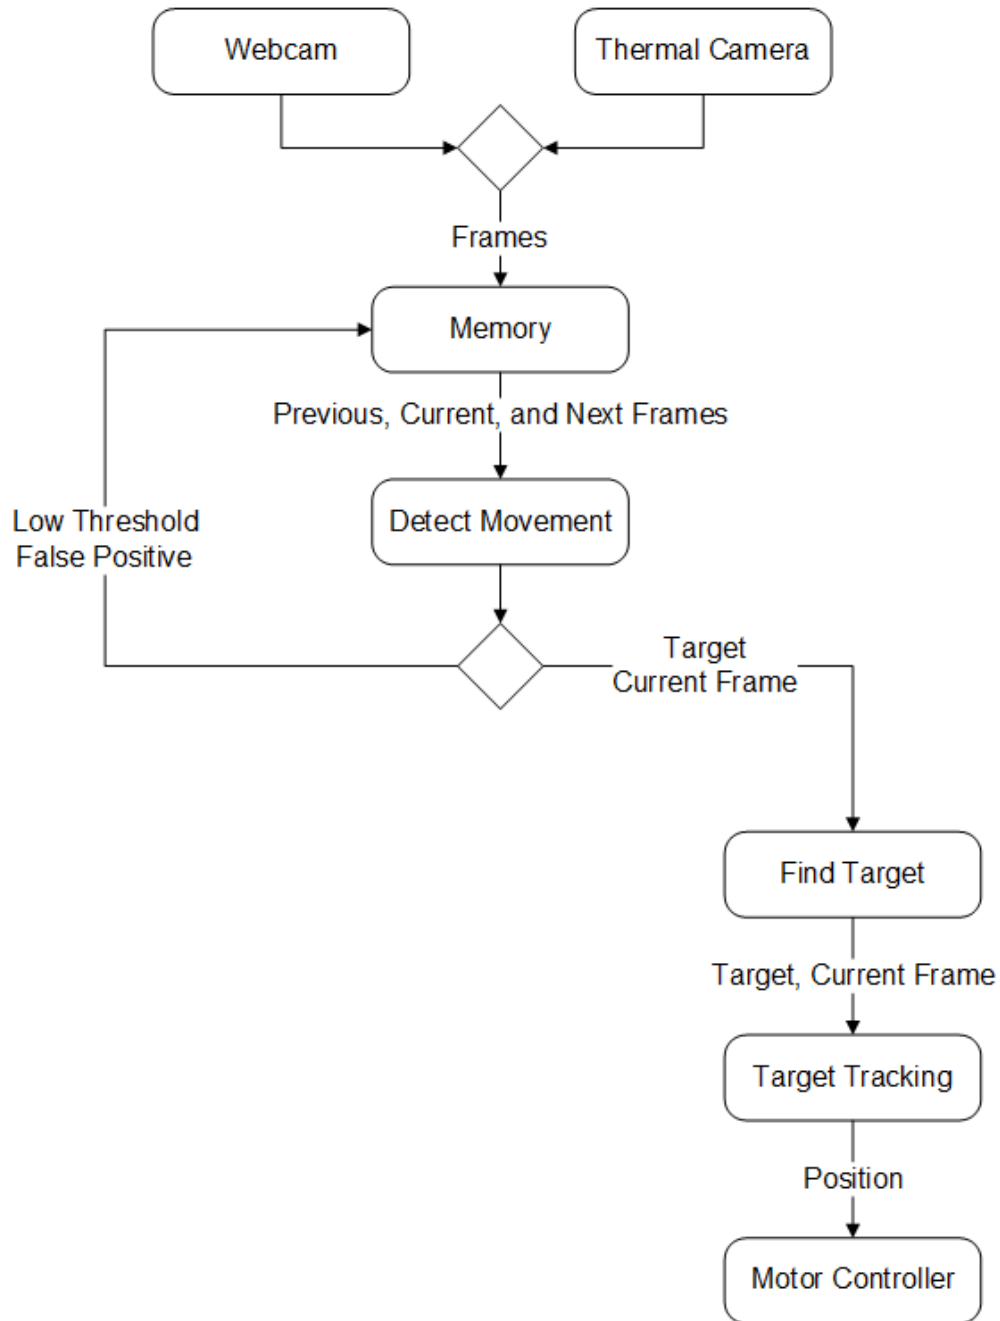 Webcam
Thermal Camera
Frames
Memory
Previous, Current, and Next Frames
Detect Movement
Low Threshold
False Positive
Target
Current Frame
Find Target
Target, Current Frame
Target Tracking
Position
Motor Controller